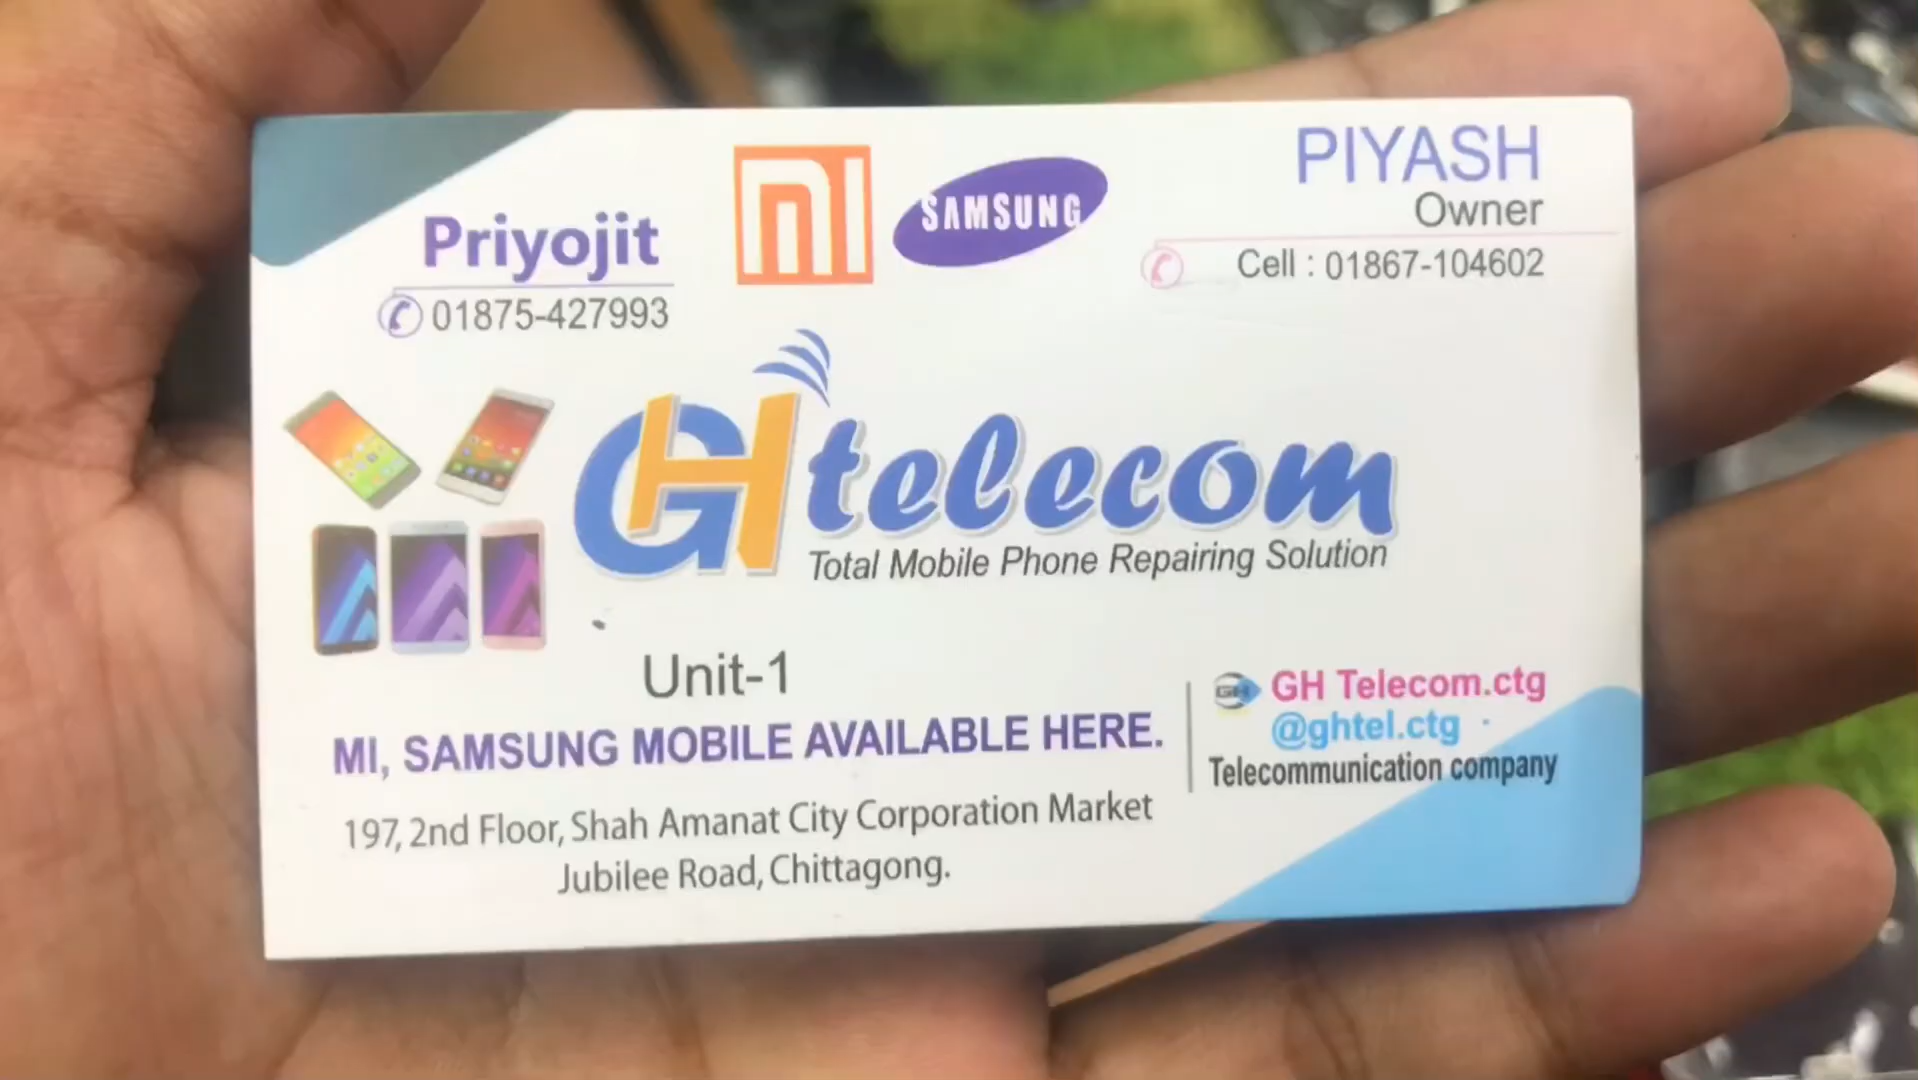 Priyojit
01875-427993
MI
SAMSUNG
PIYASH
Owner
Cell : 01867-104602
GH telecom
Total Mobile Phone Repairing Solution
Unit-1
MI, SAMSUNG MOBILE AVAILABLE HERE.
197, 2nd Floor, Shah Amanat City Corporation Market
Jubilee Road, Chittagong.
GH
GH Telecom.ctg
@ghtel.ctg
Telecommunication company